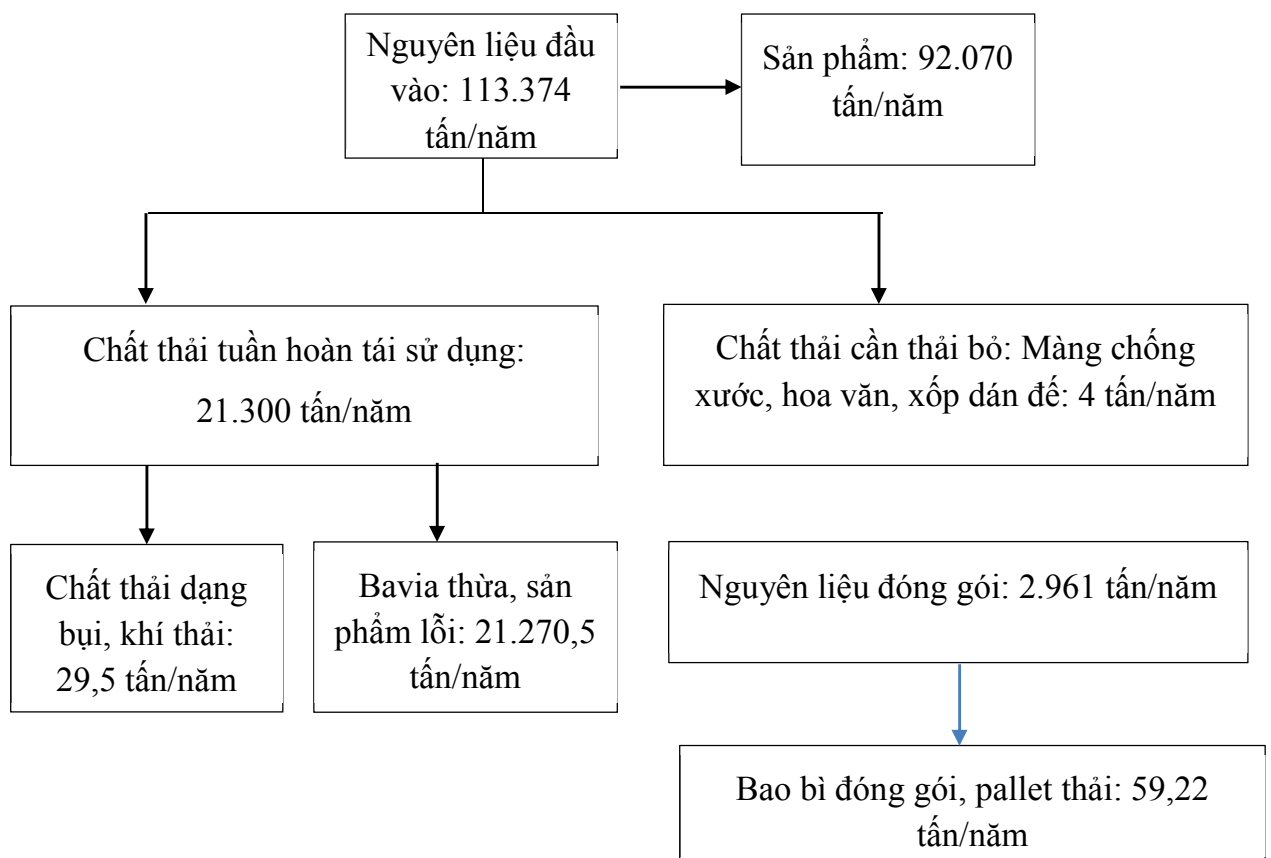 Nguyên liệu đầu
vào: 113.374
tấn/năm
Sản phẩm: 92.070
tấn/năm
Chất thải tuần hoàn tái sử dụng:
21.300 tấn/năm
Chất thải cần thải bỏ: Màng chống
xước, hoa văn, xốp dán đế: 4 tấn/năm
Chất thải dạng
bụi, khí thải:
29,5 tấn/năm
Bavia thừa, sản
phẩm lỗi: 21.270,5
tấn/năm
Nguyên liệu đóng gói: 2.961 tấn/năm
Bao bì đóng gói, pallet thải: 59,22
tấn/năm